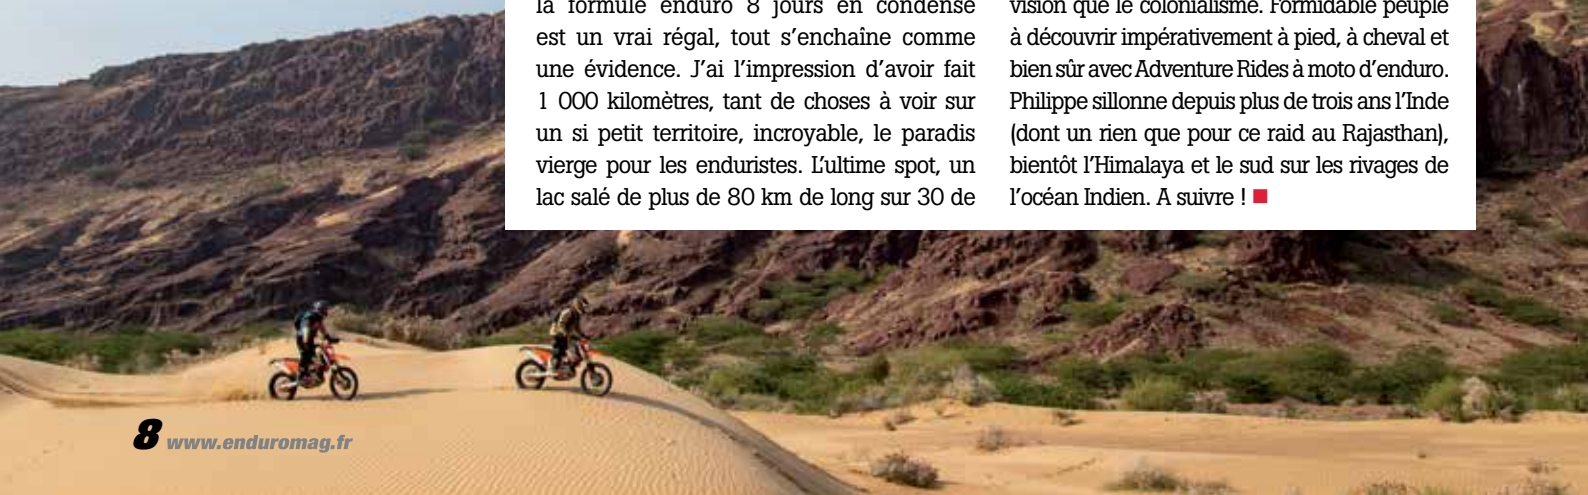 la formule enduro 8 jours en condensé
est un vrai régal, tout s’enchaîne comme
une évidence. J’ai l’impression d’avoir fait
1 000 kilomètres, tant de choses à voir sur
un si petit territoire, incroyable, le paradis
vierge pour les enduristes. L’ultime spot, un
lac salé de plus de 80 km de long sur 30 de
vision que le colonialisme. Formidable peuple
à découvrir impérativement à pied, à cheval et
bien sûr avec Adventure Rides à moto d’enduro.
Philippe sillonne depuis plus de trois ans l’Inde
(dont un rien que pour ce raid au Rajasthan),
bientôt l’Himalaya et le sud sur les rivages de
l’océan Indien. A suivre !
8 www.enduromag.fr